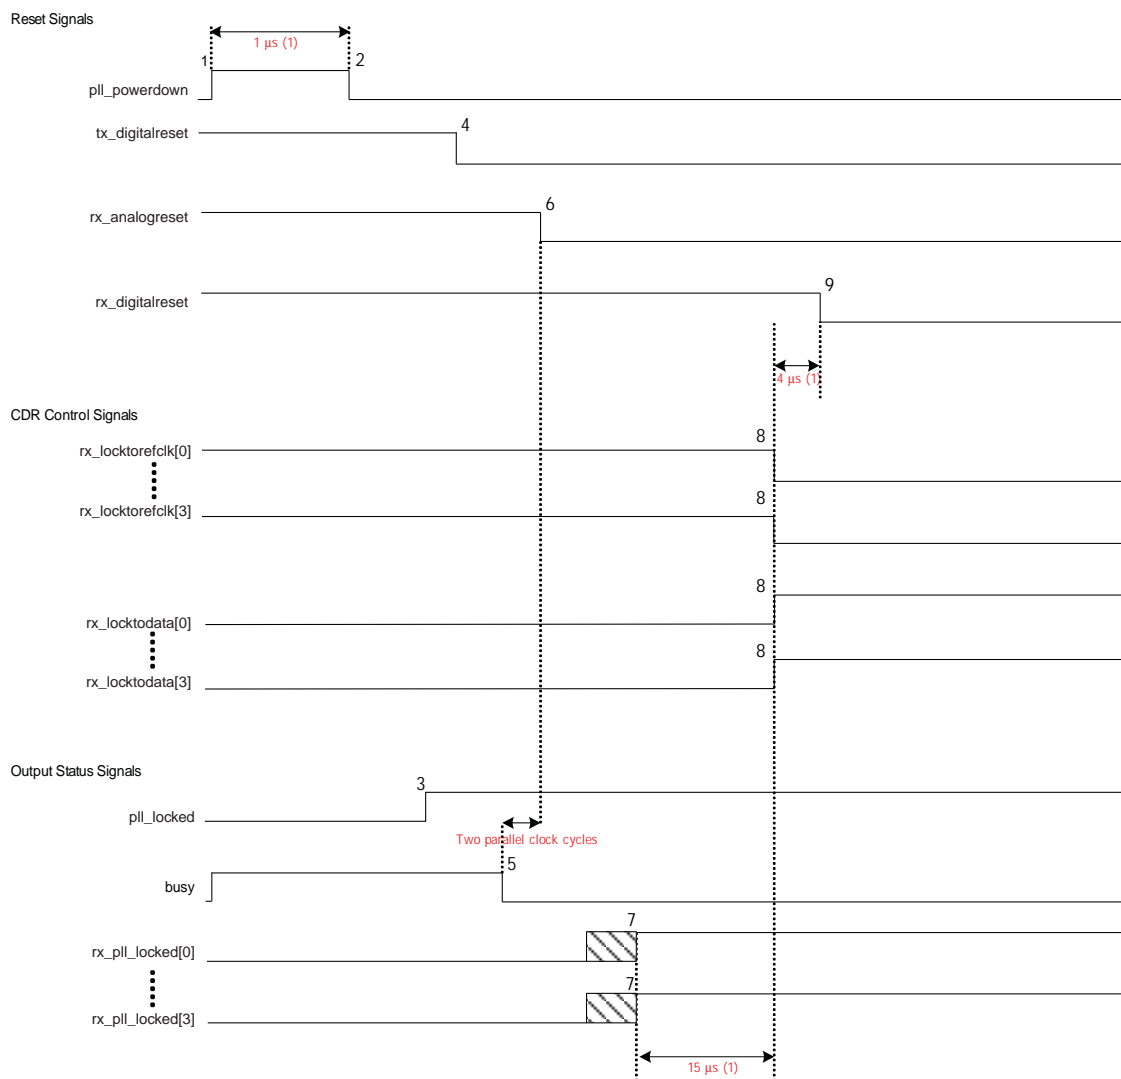 Reset Signals
1 µs (1)
1
2
pll_powerdown
4
tx_digitalreset
6
rx_analogreset
9
rx_digitalreset
4 µs (1)
CDR Control Signals
8
rx_locktorefclk[0]
8
rx_locktorefclk[3]
8
rx_locktodata[0]
8
rx_locktodata[3]
Output Status Signals
3
pll_locked
Two parallel clock cycles
5
busy
7
rx_pll_locked[0]
7
rx_pll_locked[3]
15 µs (1)